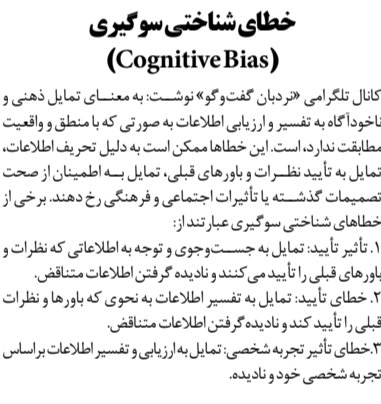 خطای شناختی سوگیری
(Cognitive Bias)
کانال تلگرامی «نردبان گفت‌وگو» نوشت: به معنای تمایل ذهنی و
ناخودآگاه به تفسیر و ارزیابی اطلاعات به صورتی که با منطق و واقعیت
مطابقت ندارد، است. این خطاها ممکن است به دلیل تحریف اطلاعات،
تمایل به تأیید نظرات و باورهای قبلی، تمایل به اطمینان از صحت
تصمیمات گذشته یا تأثیرات اجتماعی و فرهنگی رخ دهند. برخی از
خطاهای شناختی سوگیری عبارتند از:
۱. تأثیر تأیید: تمایل به جست‌وجوی و توجه به اطلاعاتی که نظرات و
باورهای قبلی را تأیید می‌کنند و نادیده گرفتن اطلاعات متناقض.
۲. خطای تأیید: تمایل به تفسیر اطلاعات به نحوی که باورها و نظرات
قبلی را تأیید کند و نادیده گرفتن اطلاعات متناقض.
۳.خطای تأثیر تجربه شخصی: تمایل به ارزیابی و تفسیر اطلاعات براساس
تجربه شخصی خود و نادیده.